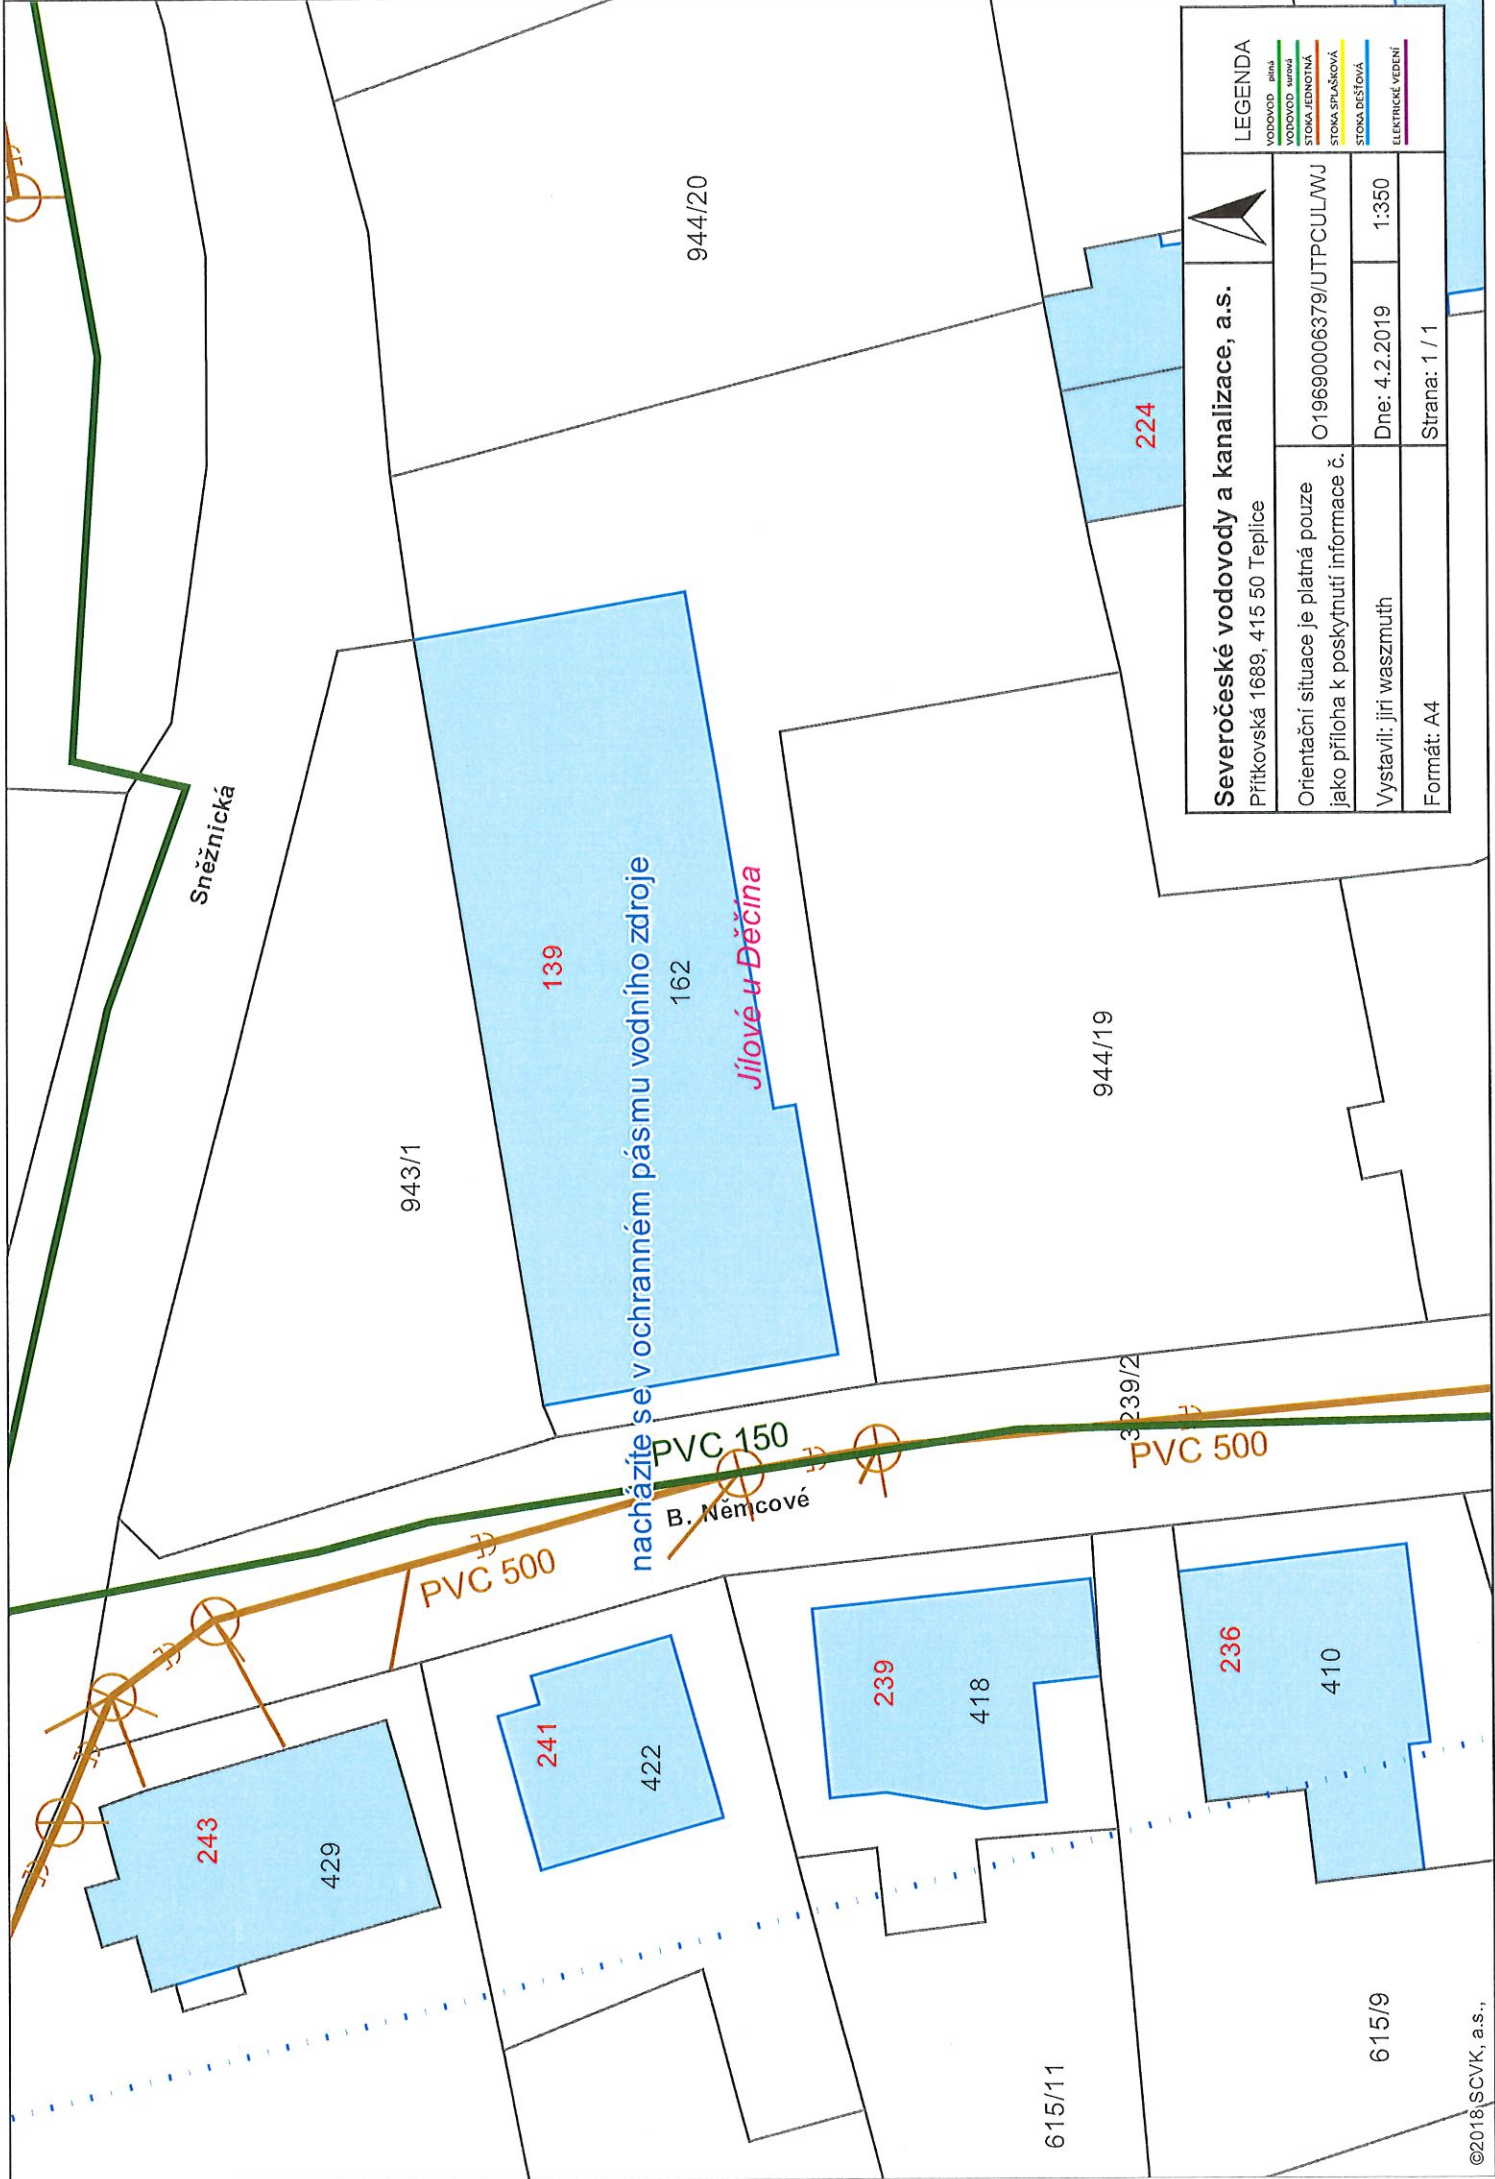 Sněžnická
943/1
944/20
139
nacházíte se v ochranném pásmu vodního zdroje
162
Jílové u Děčína
944/19
224
PVC 150
B. Němcové
PVC 500
3239/2
PVC 500
243
429
241
422
239
418
236
410
615/11
615/9
©2018 SCVK, a.s.,
Severočeské vodovody a kanalizace, a.s.
Přítkovská 1689, 415 50 Teplice
Orientační situace je platná pouze
jako příloha k poskytnutí informace č.
O19690006379/UTPCUL/WJ
Vystavil: jiri waszmuth
Dne: 4.2.2019
1:350
Formát: A4
Strana: 1 / 1
LEGENDA
VODOVOD pitná
VODOVOD surová
STOKA JEDNOTNÁ
STOKA SPLAŠKOVÁ
STOKA DEŠŤOVÁ
ELEKTRICKÉ VEDENÍ